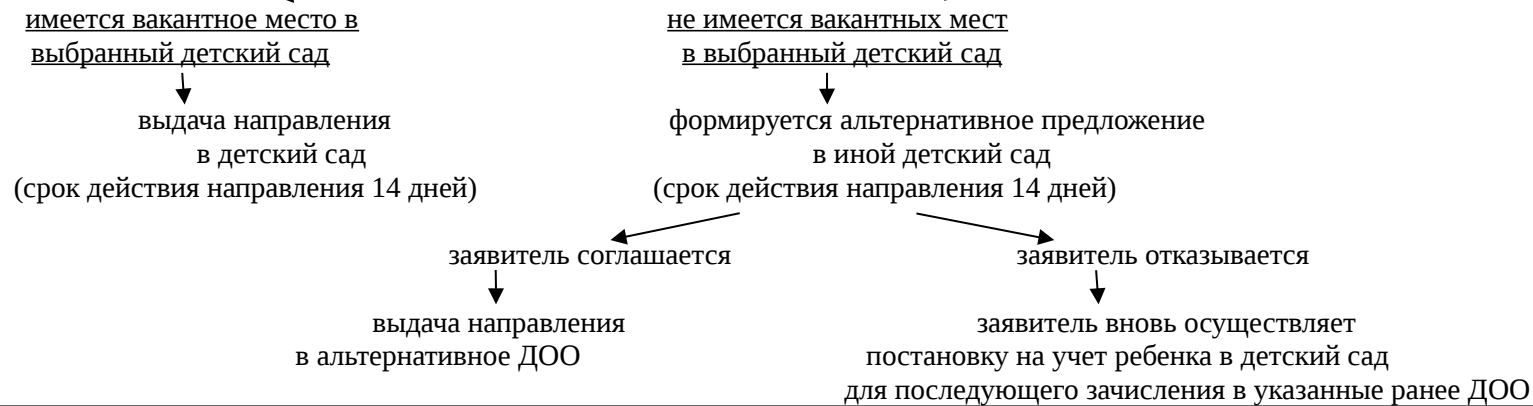 имеется вакантное место в
выбранный детский сад
не имеется вакантных мест
в выбранный детский сад
выдача направления
в детский сад
(срок действия направления 14 дней)
формируется альтернативное предложение
в иной детский сад
(срок действия направления 14 дней)
заявитель соглашается
заявитель отказывается
выдача направления
в альтернативное ДОО
заявитель вновь осуществляет
постановку на учет ребенка в детский сад
для последующего зачисления в указанные ранее ДОО